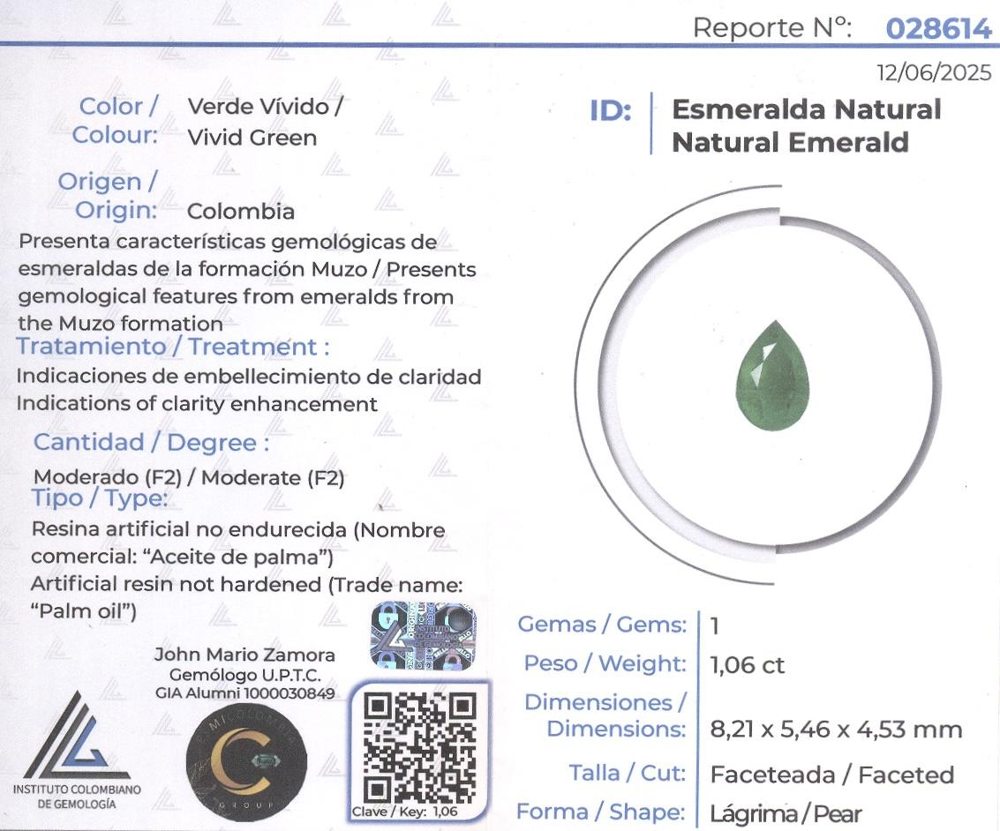 Reporte N°: 028614
12/06/2025
Color / Verde Vívido /
Colour: Vivid Green
Origen /
Origin: Colombia
Presenta características gemológicas de
esmeraldas de la formación Muzo / Presents
gemological features from emeralds from
the Muzo formation
Tratamiento / Treatment :
Indicaciones de embellecimiento de claridad
Indications of clarity enhancement
Cantidad / Degree :
Moderado (F2) / Moderate (F2)
Tipo / Type:
Resina artificial no endurecida (Nombre
comercial: “Aceite de palma”)
Artificial resin not hardened (Trade name:
“Palm oil”)
John Mario Zamora
Gemólogo U.P.T.C.
GIA Alumni 1000030849
INSTITUTO COLOMBIANO
DE GEMOLOGÍA
GROUP
INSTITUTO
Clave / Key: 1,06
ID: Esmeralda Natural
Natural Emerald
Gemas / Gems: 1
Peso / Weight: 1,06 ct
Dimensiones /
Dimensions: 8,21 x 5,46 x 4,53 mm
Talla / Cut: Faceteada / Faceted
Forma / Shape: Lágrima / Pear